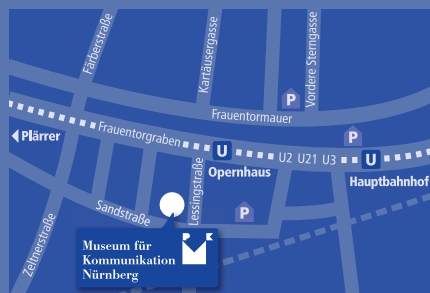 Färberstraße
Kartäusergasse
Vordere Sterngasse
P
Frauentormauer
P
Plärrer
Frauentorgraben
U
Opernhaus
U2 U21 U3
U
Hauptbahnhof
Lessingstraße
Sandstraße
P
Zeltnerstraße
Museum für
Kommunikation
Nürnberg